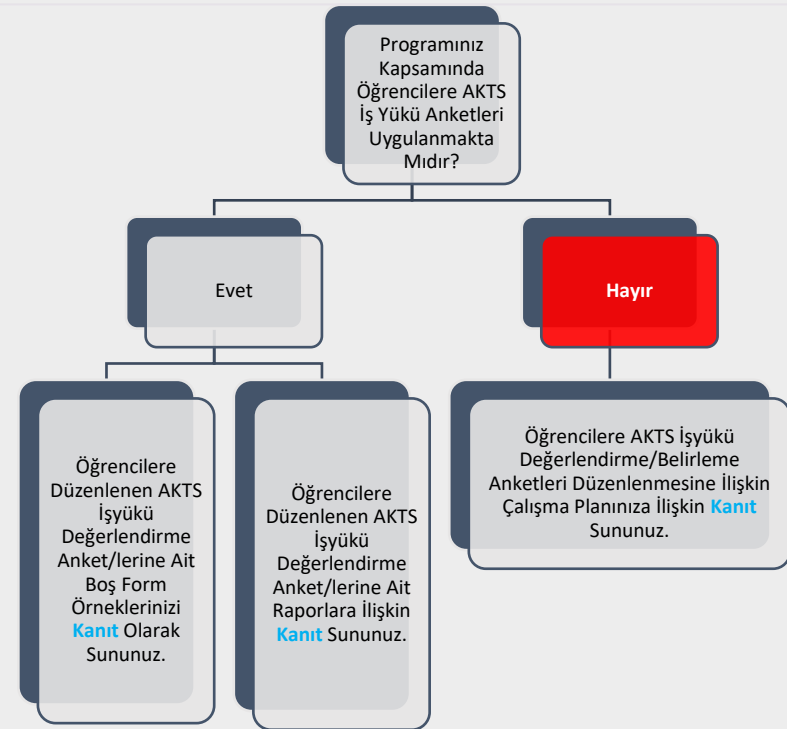 Programınız
Kapsamında
Öğrencilere AKTS
İş Yükü Anketleri
Uygulanmakta
Mıdır?
Evet
Hayır
Öğrencilere
Düzenlenen AKTS
İşyükü
Değerlendirme
Anket/lerine Ait
Boş Form
Örneklerinizi
Kanıt Olarak
Sununuz.
Öğrencilere
Düzenlenen AKTS
İşyükü
Değerlendirme
Anket/lerine Ait
Raporlara İlişkin
Kanıt Sununuz.
Öğrencilere AKTS İşyükü
Değerlendirme/Belirleme
Anketleri Düzenlenmesine İlişkin
Çalışma Planınıza İlişkin Kanıt
Sununuz.